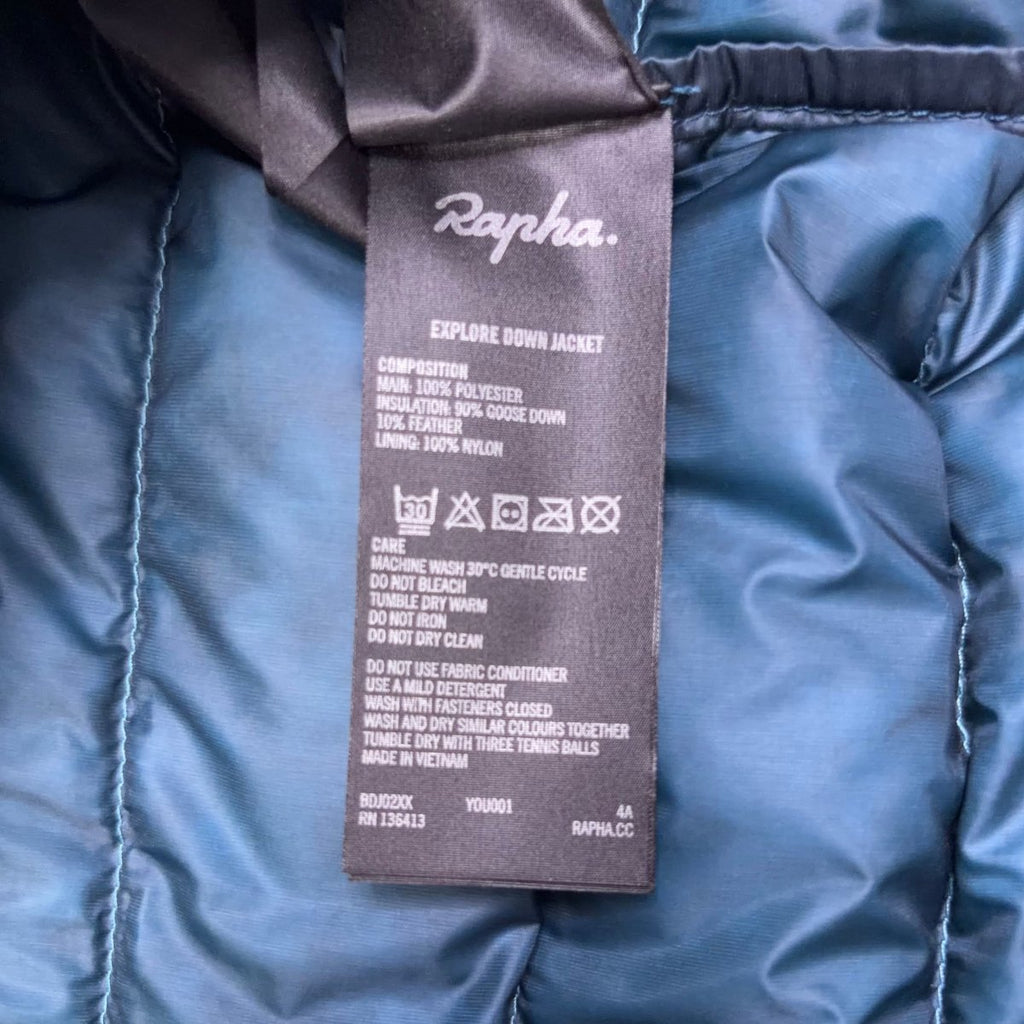 Rapha.
EXPLORE DOWN JACKET
COMPOSITION
MAIN: 100% POLYESTER
INSULATION: 90% GOOSE DOWN
10% FEATHER
LINING: 100% NYLON
30
CARE
MACHINE WASH 30°C GENTLE CYCLE
DO NOT BLEACH
TUMBLE DRY WARM
DO NOT IRON
DO NOT DRY CLEAN
DO NOT USE FABRIC CONDITIONER
USE A MILD DETERGENT
WASH WITH FASTENERS CLOSED
WASH AND DRY SIMILAR COLOURS TOGETHER
TUMBLE DRY WITH THREE TENNIS BALLS
MADE IN VIETNAM
BDJ02XX YOU001 4A
RN 136413 RAPHA.CC